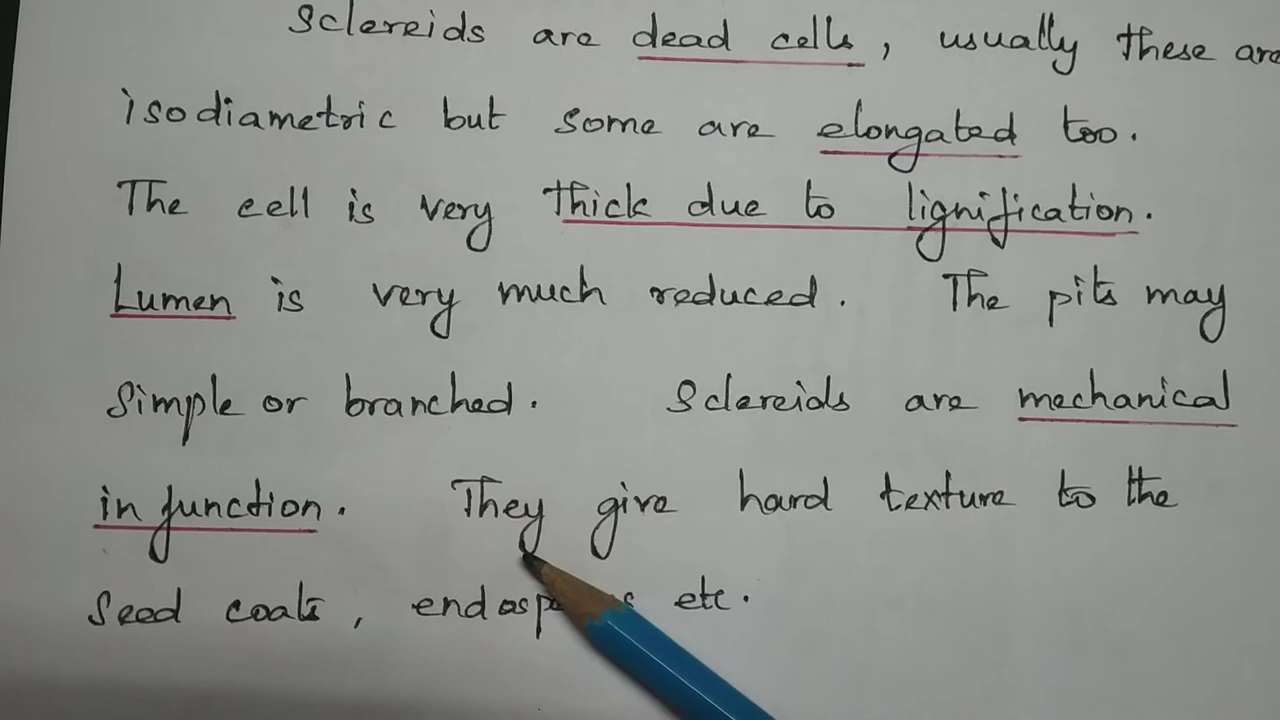 Sclereids are dead cells, usually these are
isodiametric but some are elongated too.
The cell is very thick due to lignification.
Lumen is very much reduced. The pits may
simple or branched. Sclereids are mechanical
in function. They give hard texture to the
seed coats, etc.